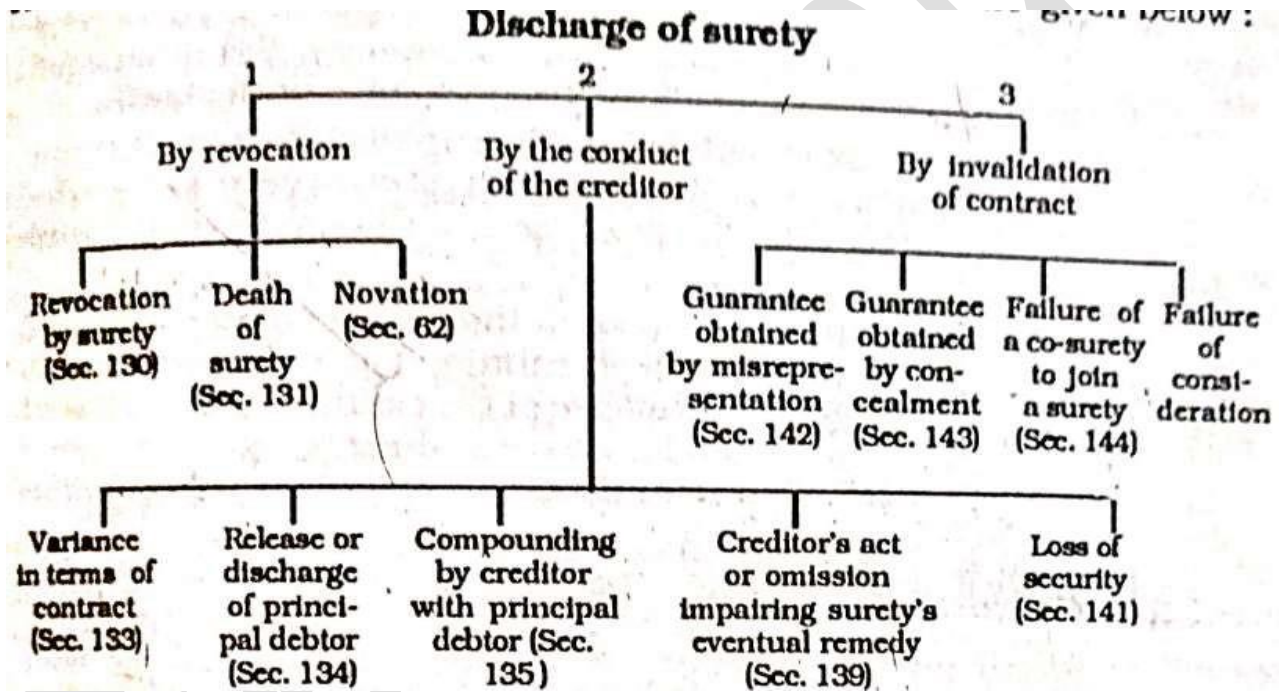 given below :
Discharge of surety
1
2
3
By revocation
By the conduct
of the creditor
By invalidation
of contract
Revocation
by surety
(Sec. 130)
Death
of
surety
(Sec. 131)
Novation
(Sec. 62)
Guarantee
obtained
by misrepre-
sentation
(Sec. 142)
Guarantee
obtained
by con-
cealment
(Sec. 143)
Failure of
a co-surety
to join
a surety
(Sec. 144)
Failure
of
consi-
deration
Variance
in terms of
contract
(Sec. 133)
Release or
discharge
of princi-
pal debtor
(Sec. 134)
Compounding
by creditor
with principal
debtor (Sec.
135)
Creditor's act
or omission
impairing surety's
eventual remedy
(Sec. 139)
Loss of
security
(Sec. 141)